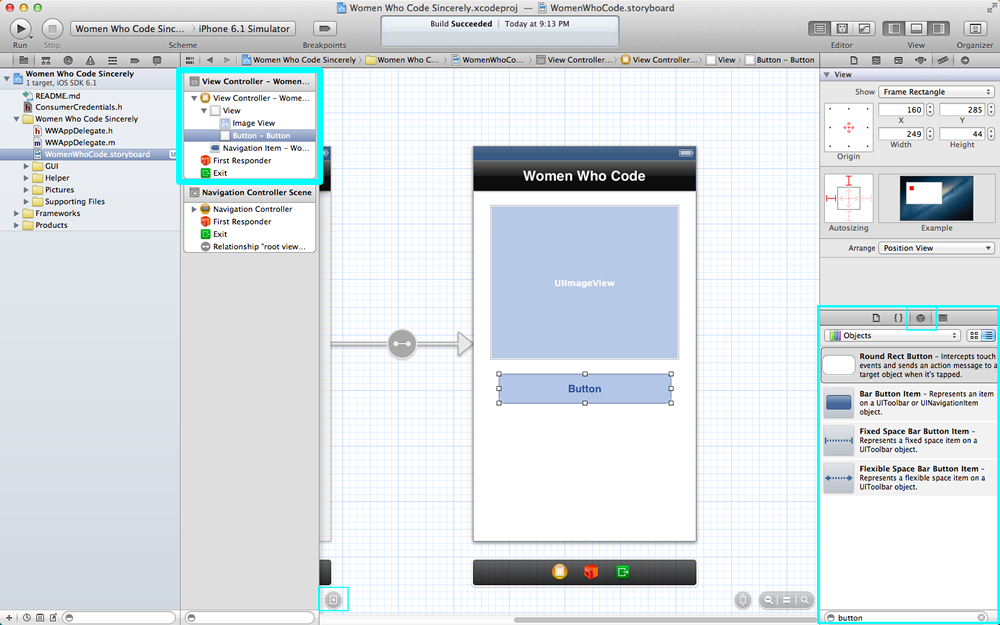 Women Who Code Sincerely.xcodeproj — WomenWhoCode.storyboard
Run
Stop
Women Who Code Sinc... 〉 iPhone 6.1 Simulator
Scheme
Breakpoints
Build Succeeded | Today at 9:13 PM
Editor
View
Organizer
Women Who Code Sincerely
1 target, iOS SDK 6.1
README.md
ConsumerCredentials.h
Women Who Code Sincerely
WWAppDelegate.h
WWAppDelegate.m
WomenWhoCode.storyboard
M
GUI
Helper
Pictures
Supporting Files
Frameworks
Products
Women Who Code Sincerely
Women Who C...
WomenWhoCo...
View Controller...
View Controller...
View
Button – Button
View Controller – Women...
View Controller – Wome...
View
Image View
Button – Button
Navigation Item – Wo...
First Responder
Exit
Navigation Controller Scene
Navigation Controller
First Responder
Exit
Relationship "root view...
Women Who Code
UIImageView
Button
View
Show
Frame Rectangle
160
285
X
Y
249
44
Width
Height
Origin
Autosizing
Example
Arrange
Position View
{ }
Objects
Round Rect Button – Intercepts touch
events and sends an action message to a
target object when it's tapped.
Bar Button Item – Represents an item
on a UIToolbar or UINavigationItem
object.
Fixed Space Bar Button Item –
Represents a fixed space item on a
UIToolbar object.
Flexible Space Bar Button Item –
Represents a flexible space item on a
UIToolbar object.
button